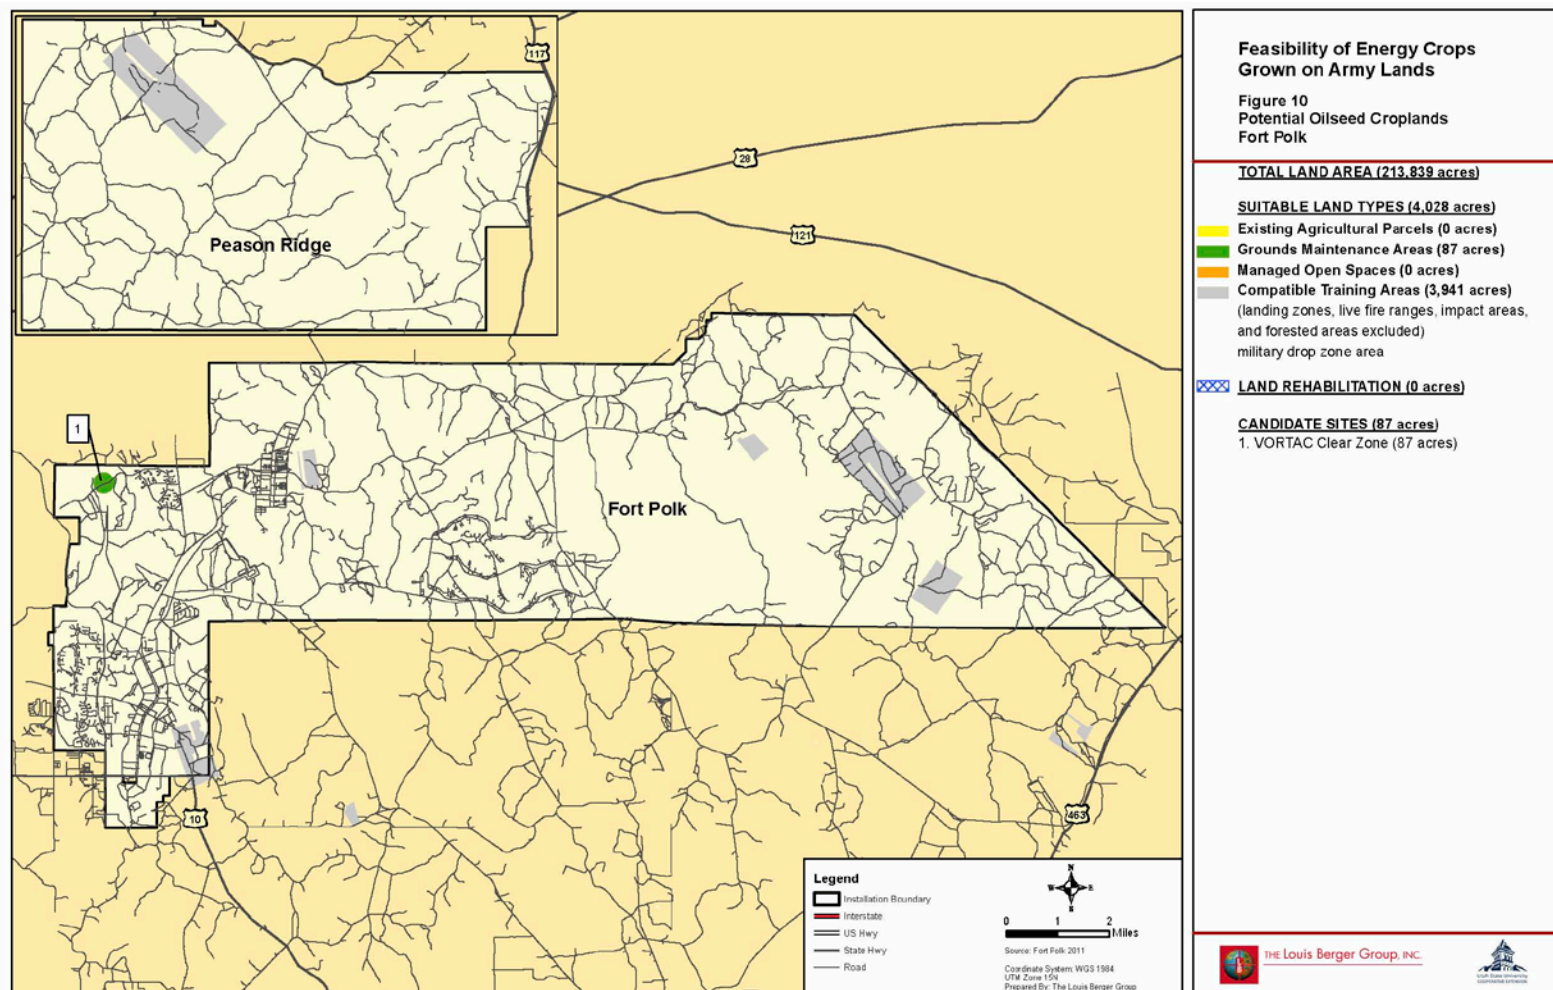 Feasibility of Energy Crops
Grown on Army Lands
Figure 10
Potential Oilseed Croplands
Fort Polk
TOTAL LAND AREA (213,839 acres)
SUITABLE LAND TYPES (4,028 acres)
Existing Agricultural Parcels (0 acres)
Grounds Maintenance Areas (87 acres)
Managed Open Spaces (0 acres)
Compatible Training Areas (3,941 acres)
(landing zones, live fire ranges, impact areas,
and forested areas excluded)
military drop zone area
LAND REHABILITATION (0 acres)
CANDIDATE SITES (87 acres)
1. VORTAC Clear Zone (87 acres)
117
28
121
Peason Ridge
1
Fort Polk
10
463
Legend
Installation Boundary
Interstate
US Hwy
State Hwy
Road
N
W E
S
0 1 2
Miles
Source: Fort Polk 2011
Coordinate System: WGS 1984
UTM Zone 15N
Prepared By: The Louis Berger Group
THE Louis Berger Group, INC.
Utah State University
COOPERATIVE EXTENSION